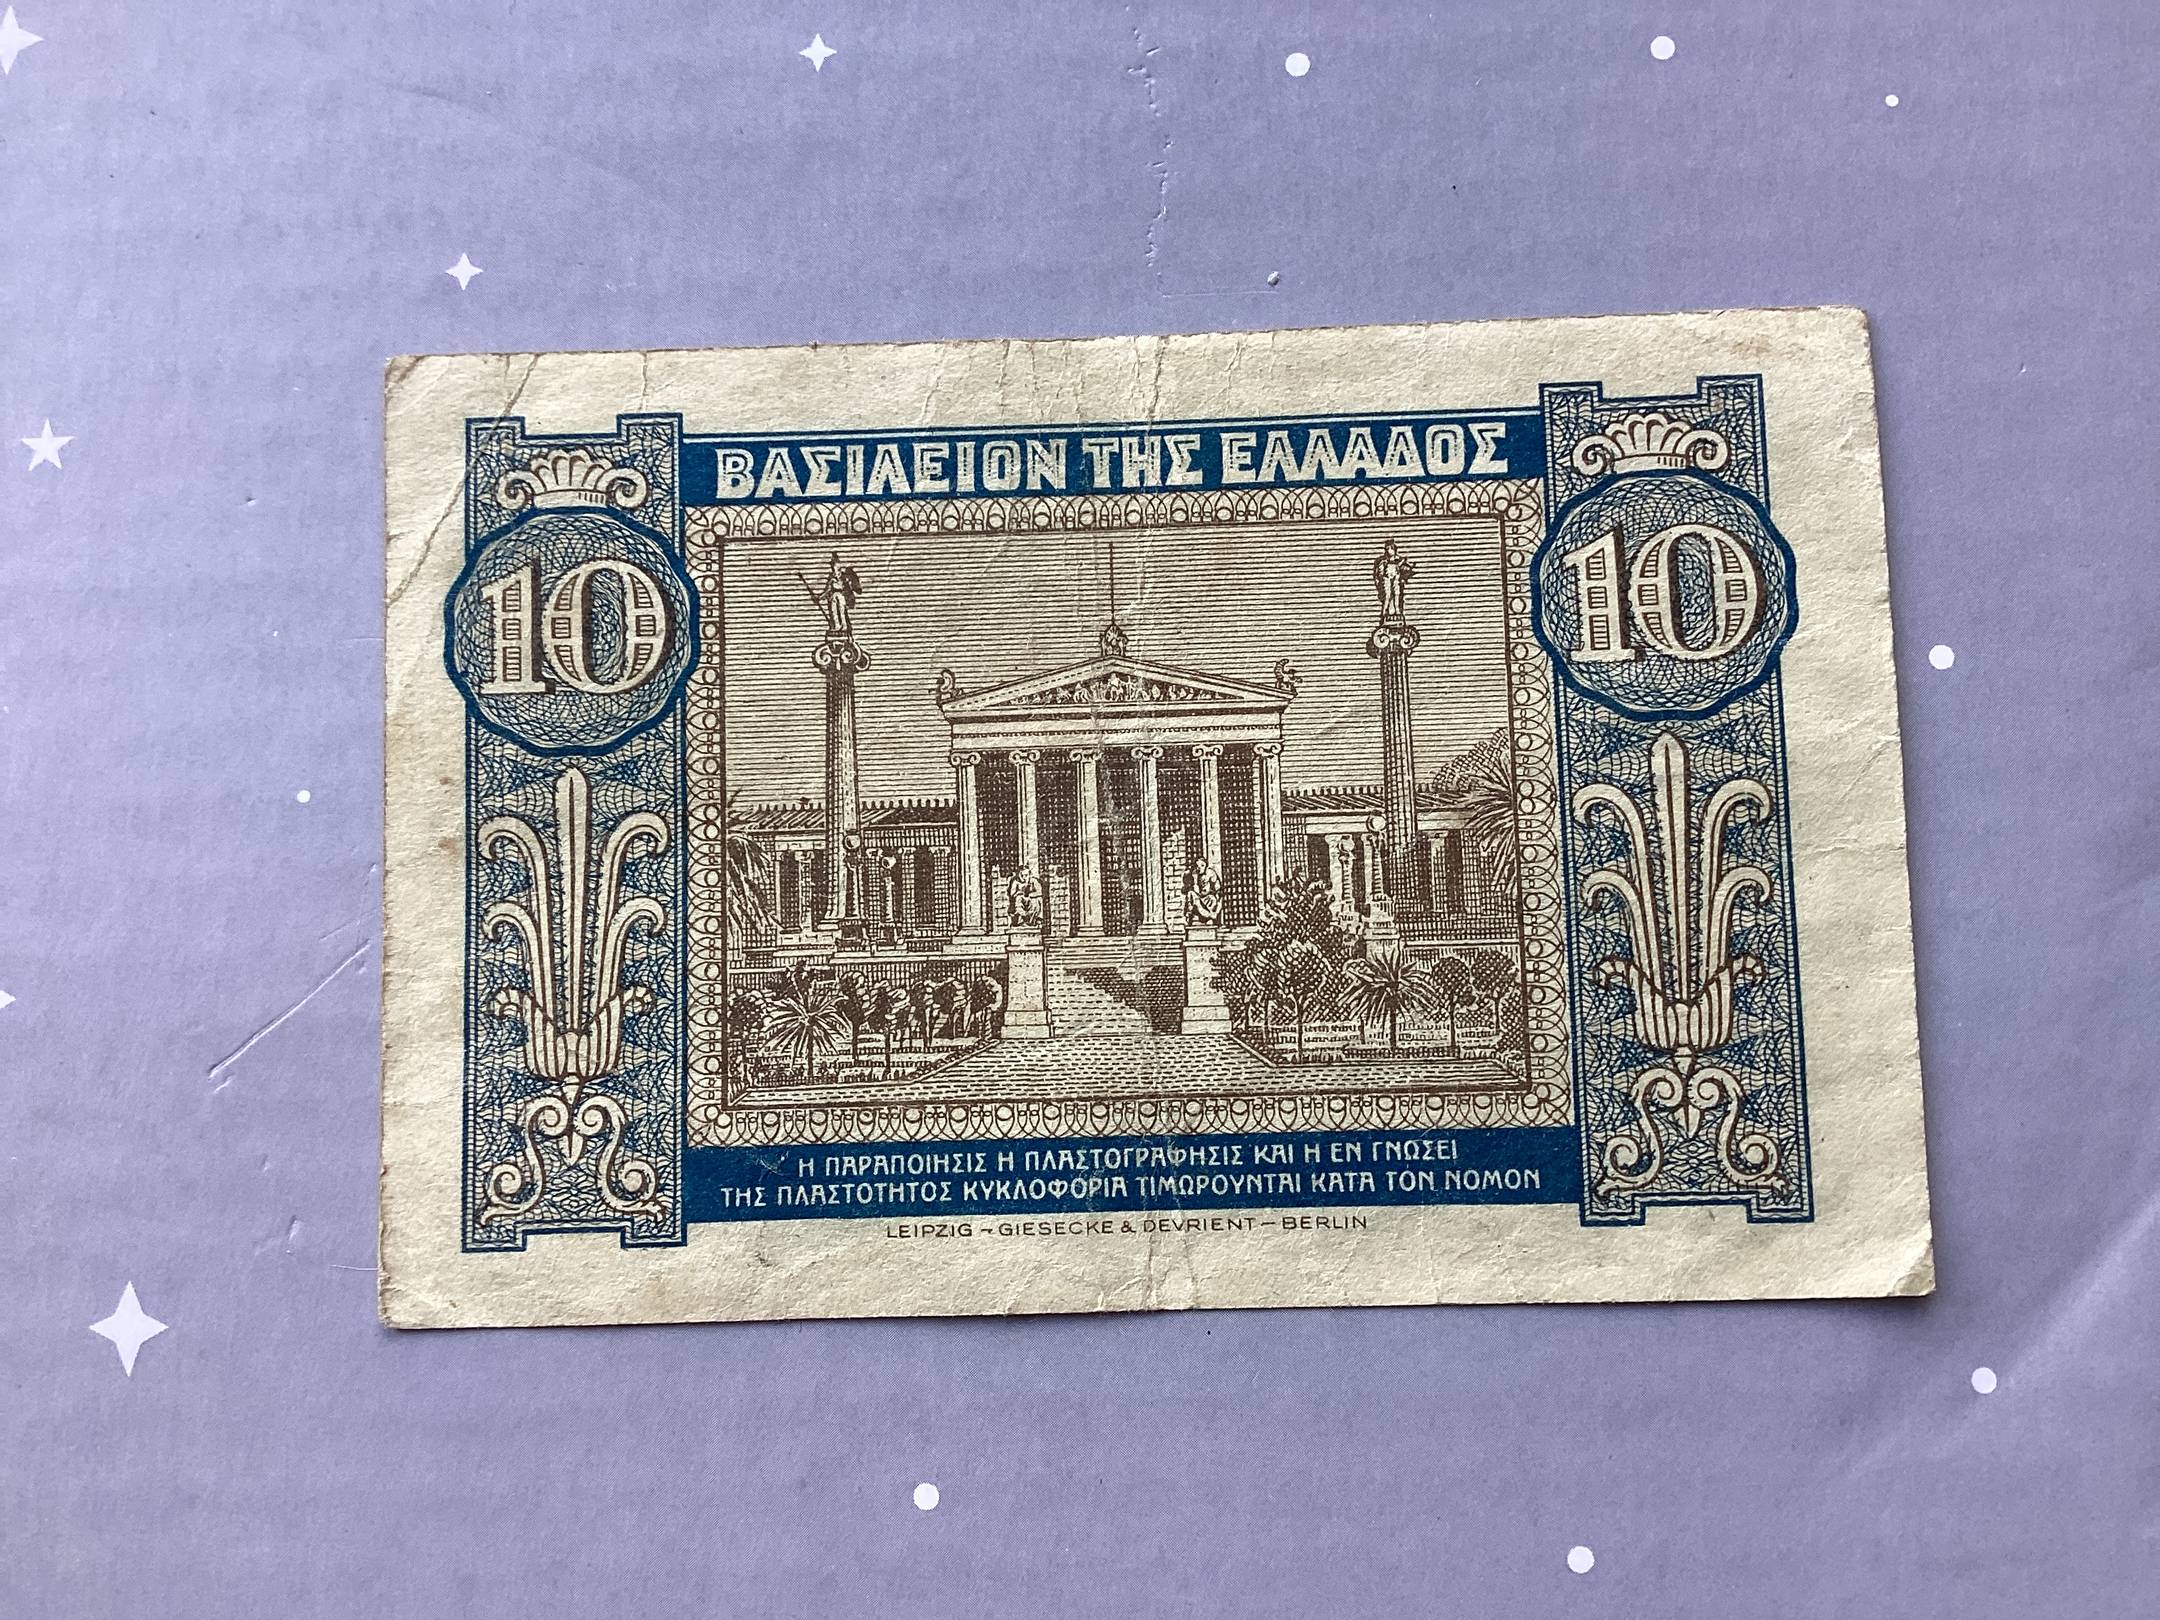 ΒΑΣΙΛΕΙΟΝ ΤΗΣ ΕΛΛΑΔΟΣ
10
10
Η ΠΑΡΑΠΟΙΗΣΙΣ Η ΠΛΑΣΤΟΓΡΑΦΗΣΙΣ ΚΑΙ Η ΕΝ ΓΝΩΣΕΙ
ΤΗΣ ΠΛΑΣΤΟΤΗΤΟΣ ΚΥΚΛΟΦΟΡΙΑ ΤΙΜΩΡΟΥΝΤΑΙ ΚΑΤΑ ΤΟΝ ΝΟΜΟΝ
LEIPZIG – GIESECKE & DEVRIENT – BERLIN